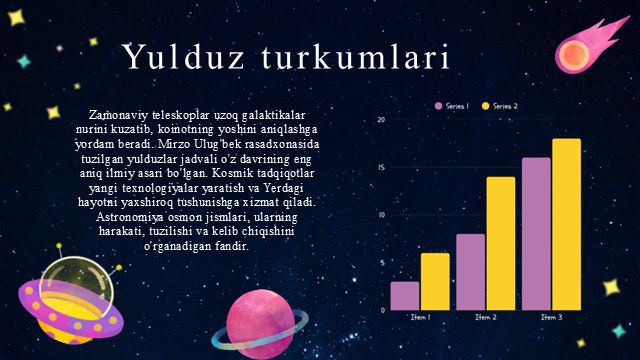 Yulduz turkumlari
Zamonaviy teleskoplar uzoq galaktikalar
nurini kuzatib, koinotning yoshini aniqlashga
yordam beradi..Mirzo Ulug'bek rasadxonasida
tuzilgan yulduzlar jadvali o'z davrining eng
aniq ilmiy asari bo'lgan. Kosmik tadqiqotlar
yangi texnologiyalar yaratish va Yerdagi
hayotni yaxshiroq tushunishga xizmat qiladi.
Astronomiya osmon jismlari, ularning
harakati, tuzilishi va kelib chiqishini
o'rganadigan fandir.
Series 1 Series 2
20
15
10
5
0
Item 1 Item 2 Item 3